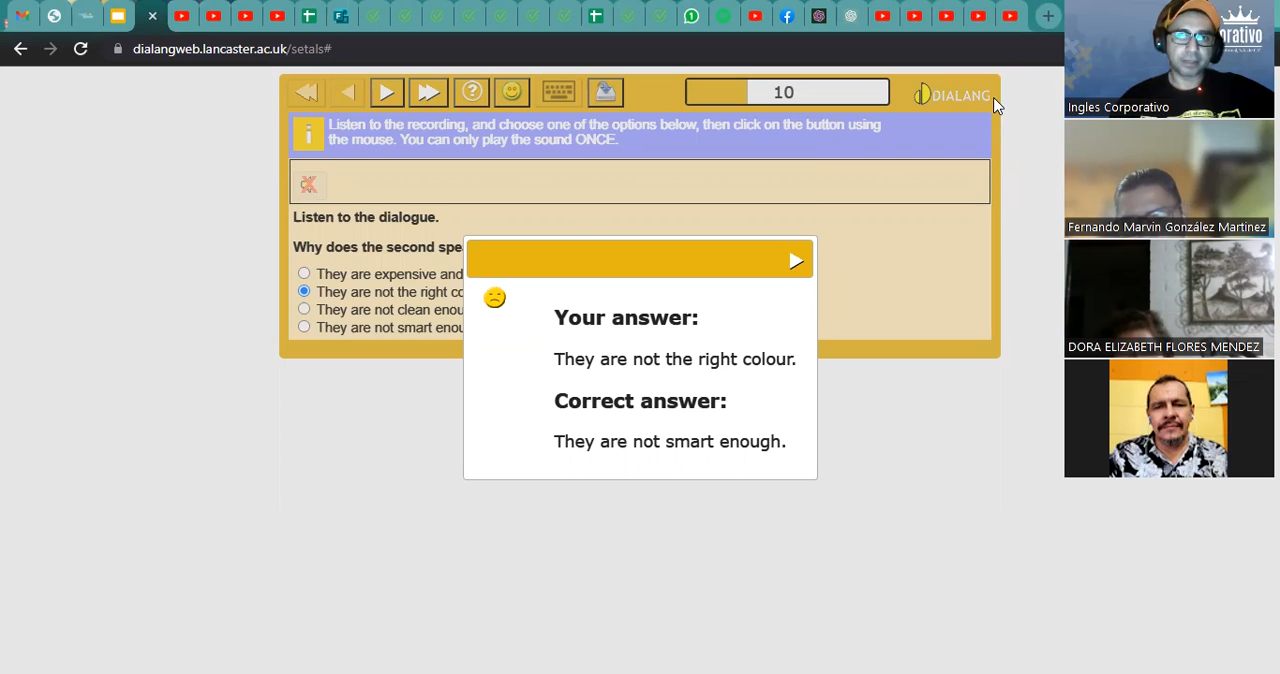 dialangweb.lancaster.ac.uk/setals#
10
DIALANG
i
Listen to the recording, and choose one of the options below, then click on the button using
the mouse. You can only play the sound ONCE.
Listen to the dialogue.
Why does the second spe
They are expensive and
They are not the right co
They are not clean enou
They are not smart enou
Your answer:
They are not the right colour.
Correct answer:
They are not smart enough.
orativo
Ingles Corporativo
Fernando Marvin González Martinez
DORA ELIZABETH FLORES MENDEZ